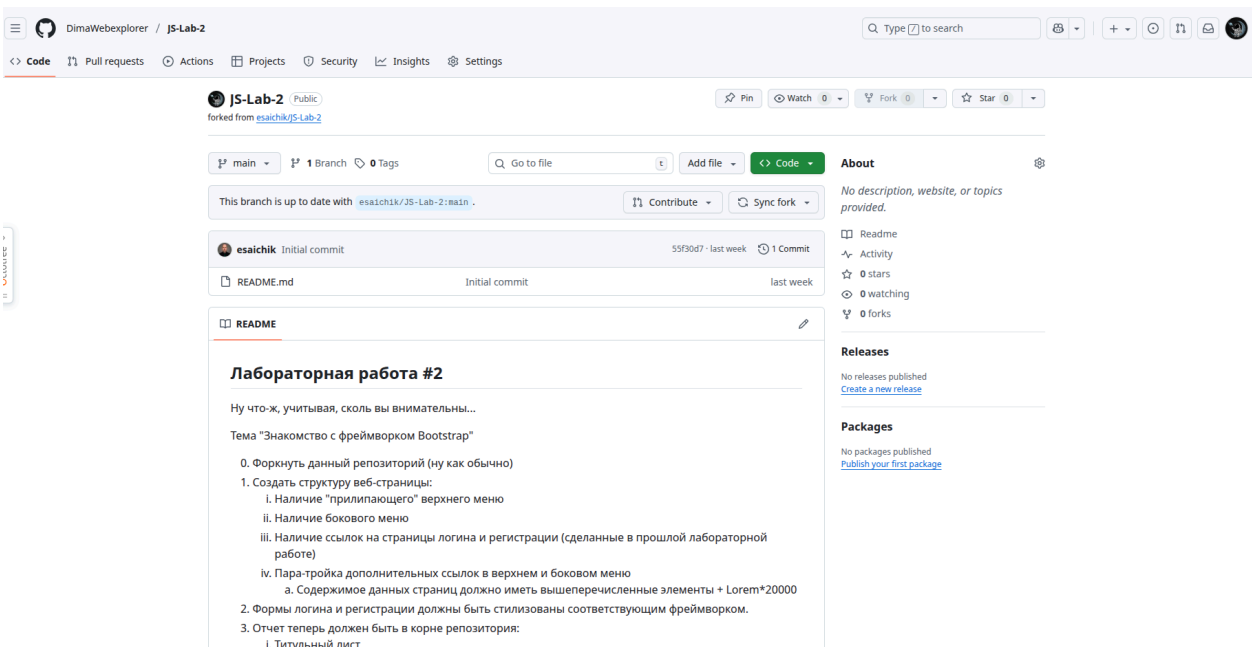 DimaWebexplorer / JS-Lab-2
Type / to search
Code Pull requests Actions Projects Security Insights Settings
JS-Lab-2 Public
Pin Watch 0 Fork 0 Star 0
forked from esaichik/JS-Lab-2
main 1 Branch 0 Tags Go to file t Add file Code
This branch is up to date with esaichik/JS-Lab-2:main . Contribute Sync fork
esaichik Initial commit 55f30d7 · last week 1 Commit
README.md Initial commit last week
README
Лабораторная работа #2
Ну что-ж, учитывая, сколь вы внимательны...
Тема "Знакомство с фреймворком Bootstrap"
0. Форкнуть данный репозиторий (ну как обычно)
1. Создать структуру веб-страницы:
i. Наличие "прилипающего" верхнего меню
ii. Наличие бокового меню
iii. Наличие ссылок на страницы логина и регистрации (сделанные в прошлой лабораторной
работе)
iv. Пара-тройка дополнительных ссылок в верхнем и боковом меню
a. Содержимое данных страниц должно иметь вышеперечисленные элементы + Lorem*20000
2. Формы логина и регистрации должны быть стилизованы соответствующим фреймворком.
3. Отчет теперь должен быть в корне репозитория:
i. Титульный лист
About
No description, website, or topics
provided.
Readme
Activity
0 stars
0 watching
0 forks
Releases
No releases published
Create a new release
Packages
No packages published
Publish your first package